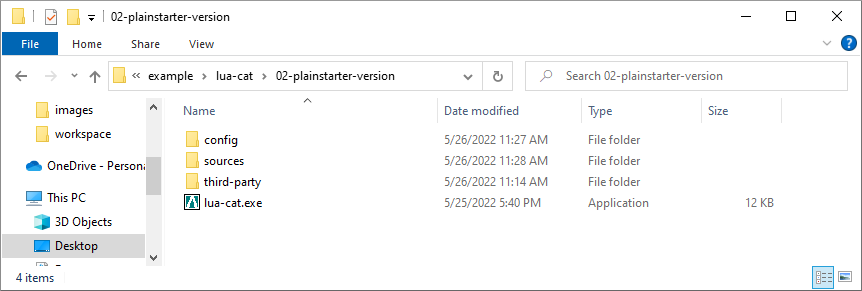 02-plainstarter-version
File Home Share View
example lua-cat 02-plainstarter-version Search 02-plainstarter-version
images
workspace
OneDrive - Persona
This PC
3D Objects
Desktop
Name Date modified Type Size
config 5/26/2022 11:27 AM File folder
sources 5/26/2022 11:28 AM File folder
third-party 5/26/2022 11:14 AM File folder
lua-cat.exe 5/25/2022 5:40 PM Application 12 KB
4 items